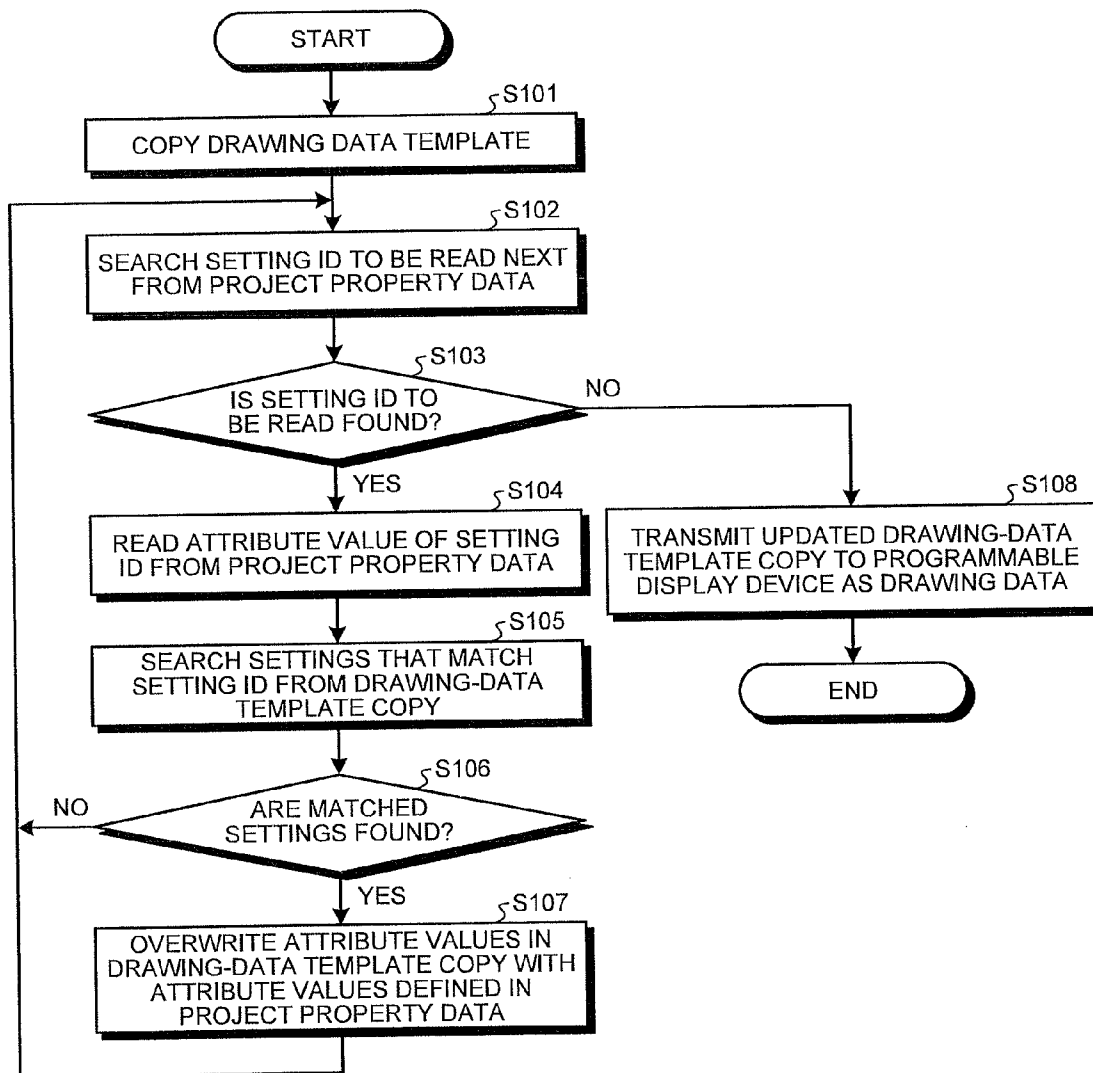 START
S101
COPY DRAWING DATA TEMPLATE
S102
SEARCH SETTING ID TO BE READ NEXT
FROM PROJECT PROPERTY DATA
S103
IS SETTING ID TO
BE READ FOUND?
NO
YES
S104
READ ATTRIBUTE VALUE OF SETTING
ID FROM PROJECT PROPERTY DATA
S108
TRANSMIT UPDATED DRAWING-DATA
TEMPLATE COPY TO PROGRAMMABLE
DISPLAY DEVICE AS DRAWING DATA
END
S105
SEARCH SETTINGS THAT MATCH
SETTING ID FROM DRAWING-DATA
TEMPLATE COPY
S106
ARE MATCHED
SETTINGS FOUND?
NO
YES
S107
OVERWRITE ATTRIBUTE VALUES IN
DRAWING-DATA TEMPLATE COPY WITH
ATTRIBUTE VALUES DEFINED IN
PROJECT PROPERTY DATA